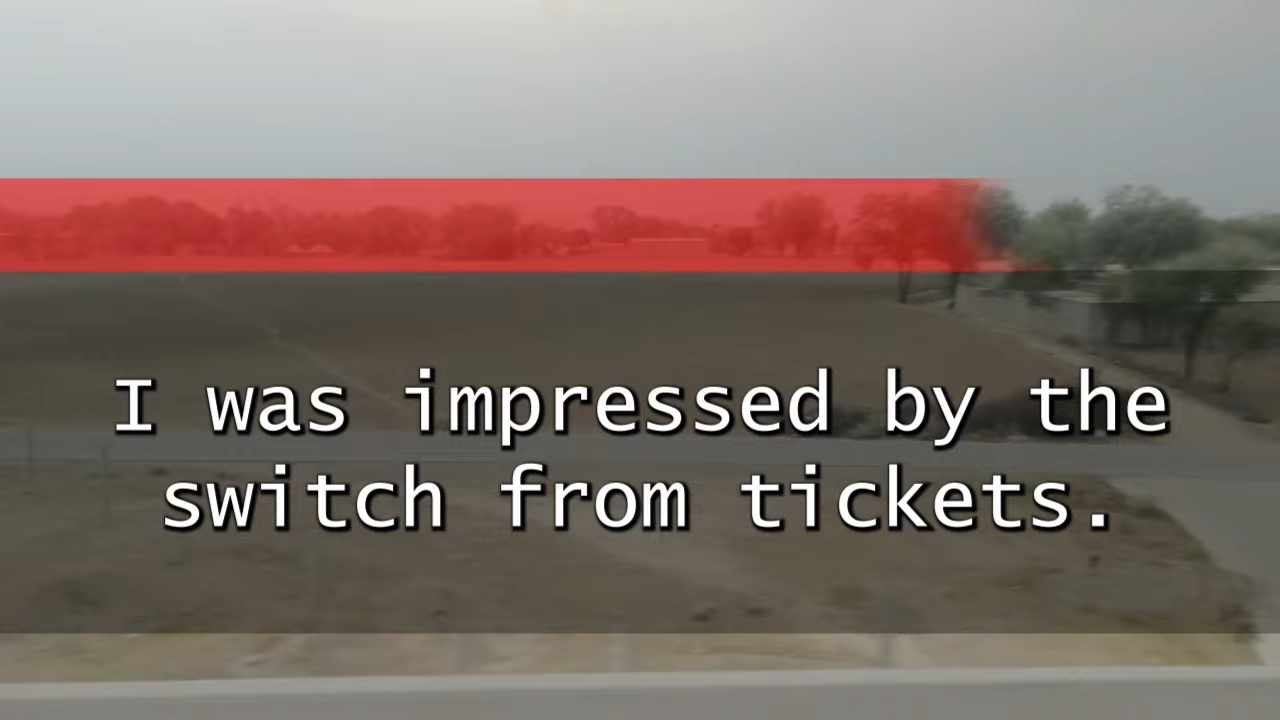 I was impressed by the
switch from tickets.